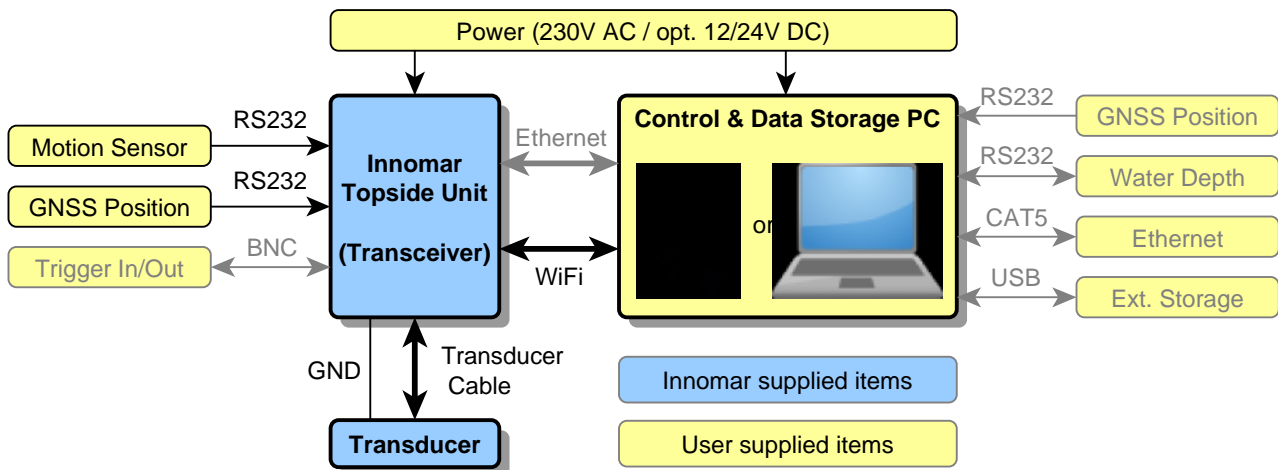 Power (230V AC / opt. 12/24V DC)
RS232
Motion Sensor
RS232
GNSS Position
BNC
Trigger In/Out
Innomar
Topside Unit
(Transceiver)
Ethernet
WiFi
Control & Data Storage PC
or
RS232
GNSS Position
RS232
Water Depth
CAT5
Ethernet
USB
Ext. Storage
GND
Transducer
Cable
Transducer
Innomar supplied items
User supplied items